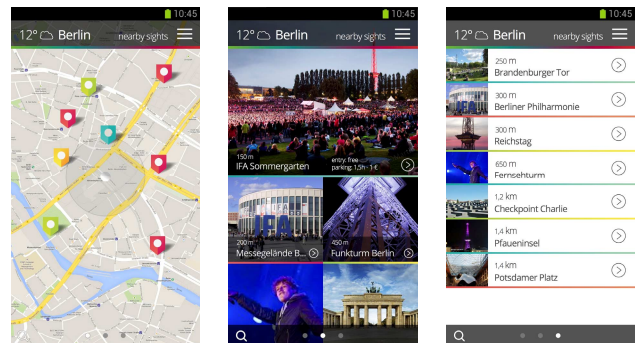 10:45
12° Berlin nearby sights
10:45
12° Berlin nearby sights
150 m
IFA Sommergarten
entry: free
parking: 1,5h - 1 €
IFA
200 m
Messegelände B...
450 m
Funkturm Berlin
10:45
12° Berlin nearby sights
250 m
Brandenburger Tor
IFA
300 m
Berliner Philharmonie
300 m
Reichstag
650 m
Fernsehturm
1,2 km
Checkpoint Charlie
1,4 km
Pfaueninsel
1,4 km
Potsdamer Platz